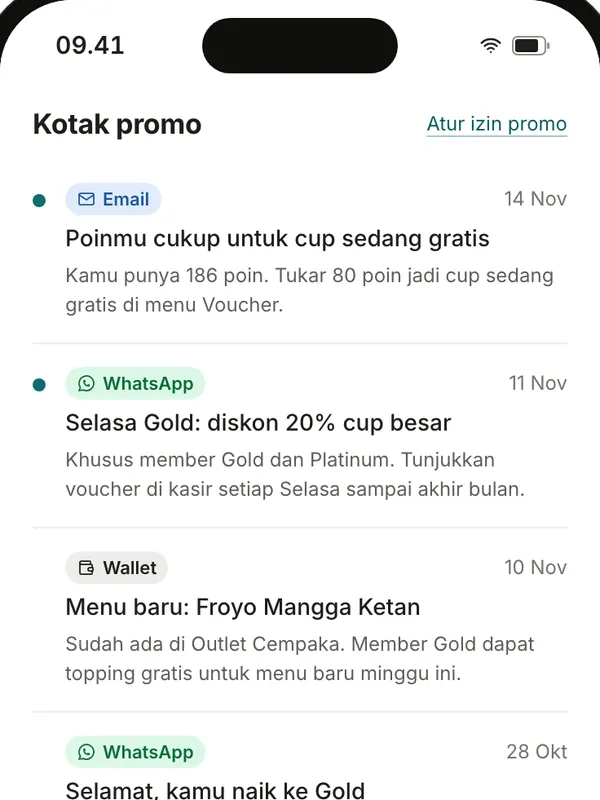 09.41
Kotak promo
Atur izin promo
Email
14 Nov
Poinmu cukup untuk cup sedang gratis
Kamu punya 186 poin. Tukar 80 poin jadi cup sedang
gratis di menu Voucher.
WhatsApp
11 Nov
Selasa Gold: diskon 20% cup besar
Khusus member Gold dan Platinum. Tunjukkan
voucher di kasir setiap Selasa sampai akhir bulan.
Wallet
10 Nov
Menu baru: Froyo Mangga Ketan
Sudah ada di Outlet Cempaka. Member Gold dapat
topping gratis untuk menu baru minggu ini.
WhatsApp
28 Okt
Selamat, kamu naik ke Gold